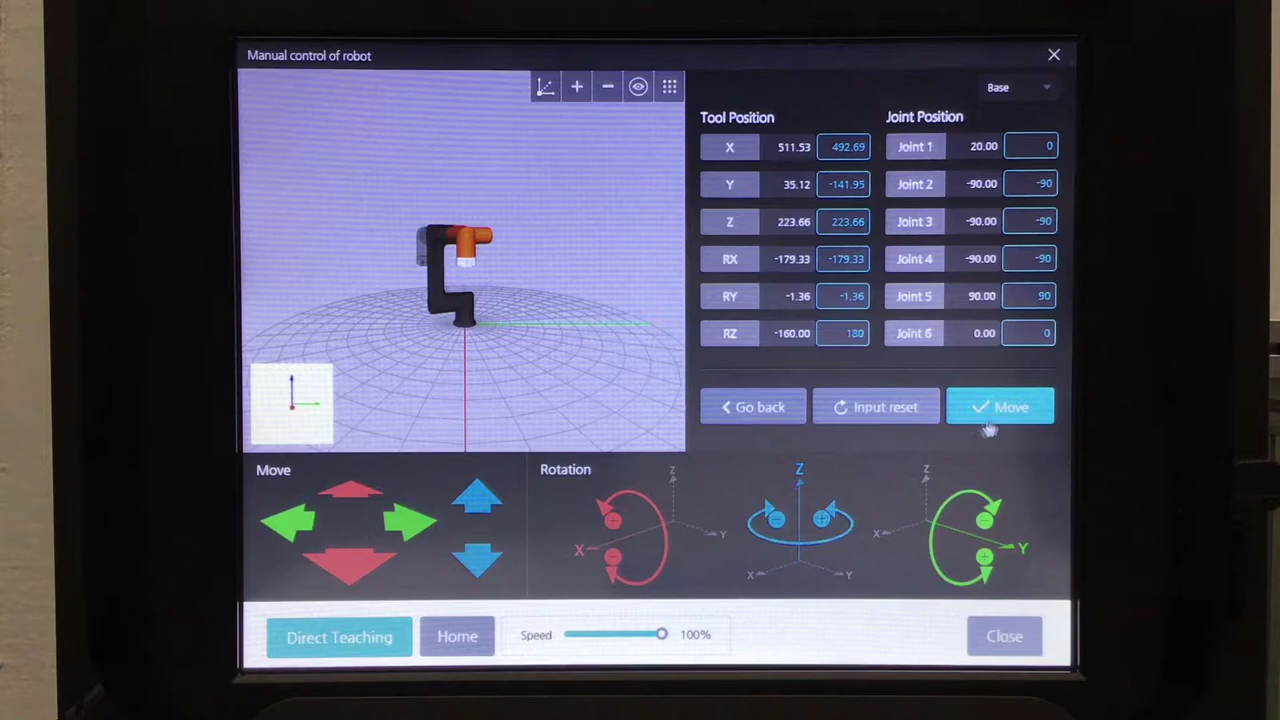 Manual control of robot
Base
Tool Position
X 511.53 492.69
Y 35.12 -141.95
Z 223.66 223.66
RX -179.33 -179.33
RY -1.36 -1.36
RZ -160.00 180
Joint Position
Joint 1 20.00 0
Joint 2 -90.00 -90
Joint 3 -90.00 -90
Joint 4 -90.00 -90
Joint 5 90.00 90
Joint 6 0.00 0
Go back
Input reset
Move
Move
Rotation
Z
X
Y
Z
X
Y
Z
X
Y
Direct Teaching
Home
Speed 100%
Close